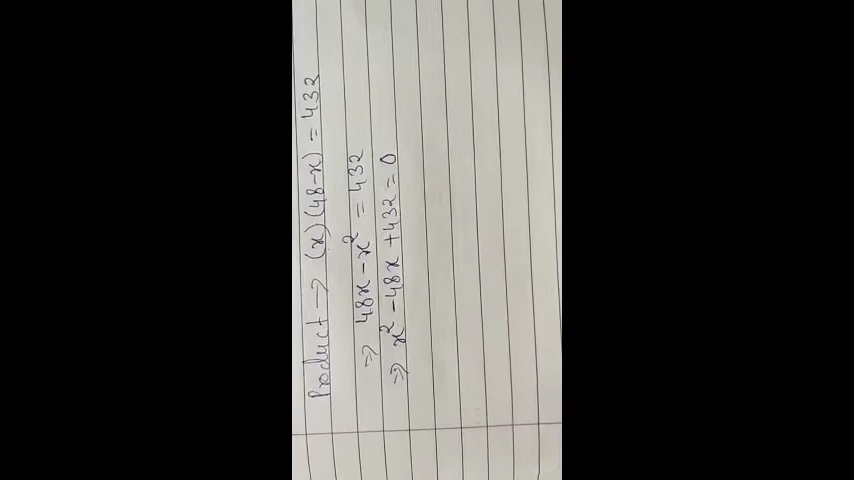 Product → (x) (48-x) = 432
⇒ 48x - x² = 432
⇒ x² - 48x + 432 = 0